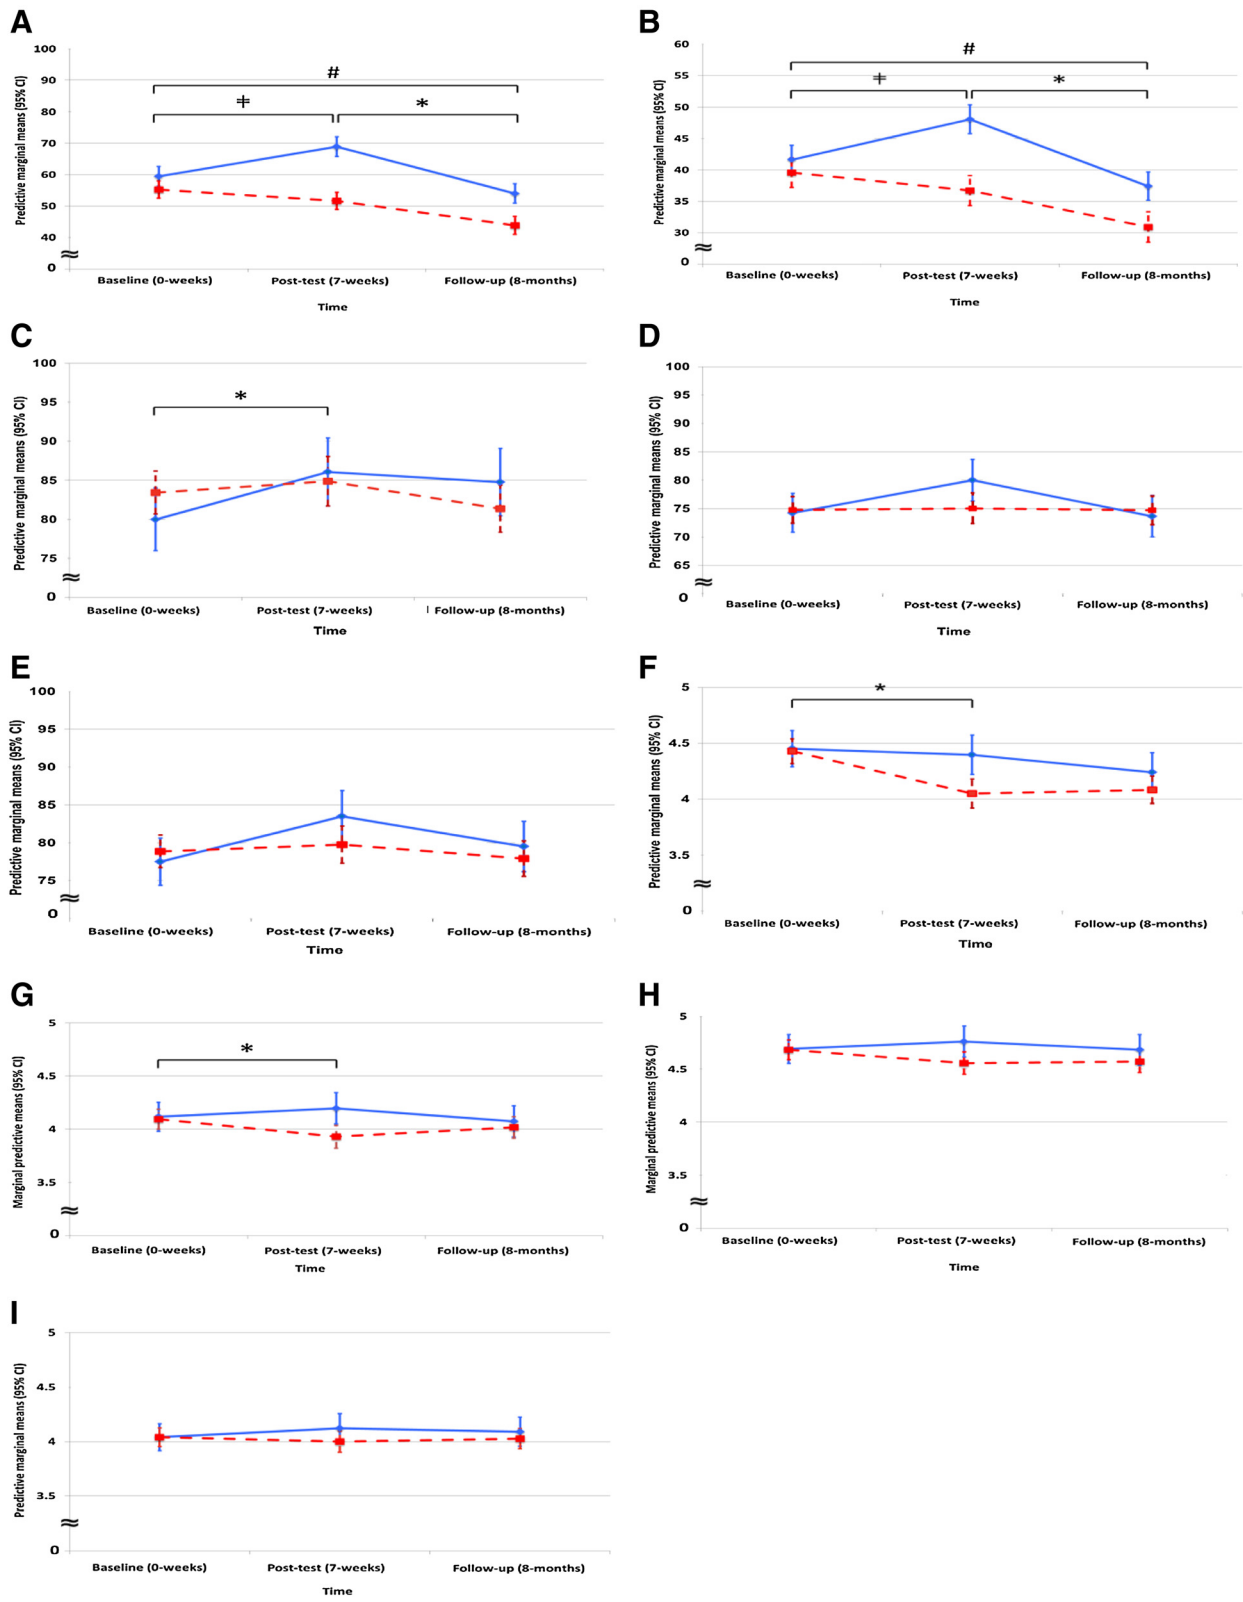 A
Predictive marginal means (95% CI)
100
90
80
70
60
50
40
0
#
ǂ
*
Baseline (0-weeks) Post-test (7-weeks) Follow-up (8-months)
Time
B
Predictive marginal means (95% CI)
60
55
50
45
40
35
30
0
#
ǂ
*
Baseline (0-weeks) Post-test (7-weeks) Follow-up (8-months)
Time
C
Predictive marginal means (95% CI)
100
95
90
85
80
75
0
*
Baseline (0-weeks) Post-test (7-weeks) Follow-up (8-months)
Time
D
Predictive marginal means (95% CI)
100
95
90
85
80
75
70
65
0
Baseline (0-weeks) Post-test (7-weeks) Follow-up (8-months)
Time
E
Predictive marginal means (95% CI)
100
95
90
85
80
75
0
Baseline (0-weeks) Post-test (7-weeks) Follow-up (8-months)
Time
F
Predictive marginal means (95% CI)
5
4.5
4
3.5
0
*
Baseline (0-weeks) Post-test (7-weeks) Follow-up (8-months)
Time
G
Marginal predictive means (95% CI)
5
4.5
4
3.5
0
*
Baseline (0-weeks) Post-test (7-weeks) Follow-up (8-months)
Time
H
Marginal predictive means (95% CI)
5
4.5
4
3.5
0
Baseline (0-weeks) Post-test (7-weeks) Follow-up (8-months)
Time
I
Predictive marginal means (95% CI)
5
4.5
4
3.5
0
Baseline (0-weeks) Post-test (7-weeks) Follow-up (8-months)
Time